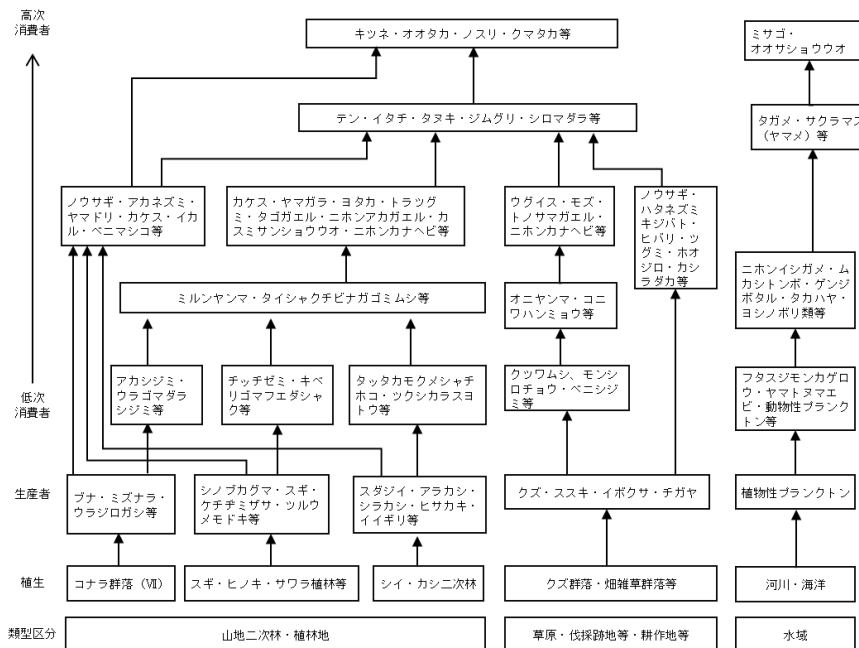 高次
消費者
キツネ・オオタカ・ノスリ・クマタカ等
ミサゴ・
オオサショウウオ
テン・イタチ・タヌキ・ジムグリ・シロマダラ等
タガメ・サクラマス
（ヤマメ）等
ノウサギ・アカネズミ・
ヤマドリ・カケス・イカ
ル・ベニマシコ等
カケス・ヤマガラ・ヨタカ・トラツグ
ミ・タゴガエル・ニホンアカガエル・カ
スミサンショウウオ・ニホンカナヘビ等
ウグイス・モズ・
トノサマガエル・
ニホンカナヘビ等
ノウサギ・
ハタネズミ
キジバト・
ヒバリ・ツ
グミ・ホオ
ジロ・カシ
ラダカ等
ニホンイシガメ・ム
カシトンボ・ゲンジ
ボタル・タカハヤ・
ヨシノボリ類等
ミルンヤンマ・タイシャクチビナガゴミムシ等
オニヤンマ・コニ
ワハンミョウ等
低次
消費者
アカシジミ・
ウラゴマダラ
シジミ等
チッチゼミ・キベ
リゴマフエダシャ
ク等
タッタカモクメシャチ
ホコ・ツクシカラスヨ
トウ等
クツワムシ、モンシ
ロチョウ・ベニシジ
ミ等
フタスジモンカゲロ
ウ・ヤマトヌマエ
ビ・動物性プランク
トン等
生産者
ブナ・ミズナラ・
ウラジロガシ等
シノブカグマ・スギ・
ケチヂミザサ・ツルウ
メモドキ等
スダジイ・アラカシ・
シラカシ・ヒサカキ・
イイギリ等
クズ・ススキ・イボクサ・チガヤ
植物性プランクトン
植生
コナラ群落（Ⅶ）
スギ・ヒノキ・サワラ植林等
シイ・カシ二次林
クズ群落・畑雑草群落等
河川・海洋
類型区分
山地二次林・植林地
草原・伐採跡地等・耕作地等
水域